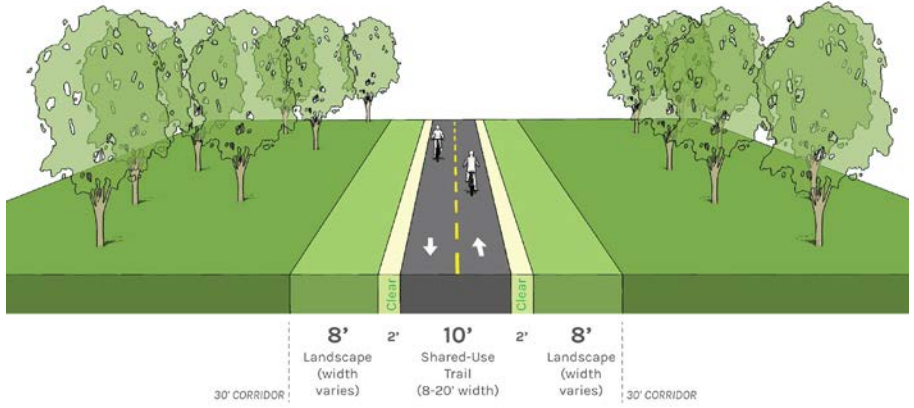 Clear
Clear
8'
2'
10'
2'
8'
Landscape
(width
varies)
Shared-Use
Trail
(8-20' width)
Landscape
(width
varies)
30' CORRIDOR
30' CORRIDOR